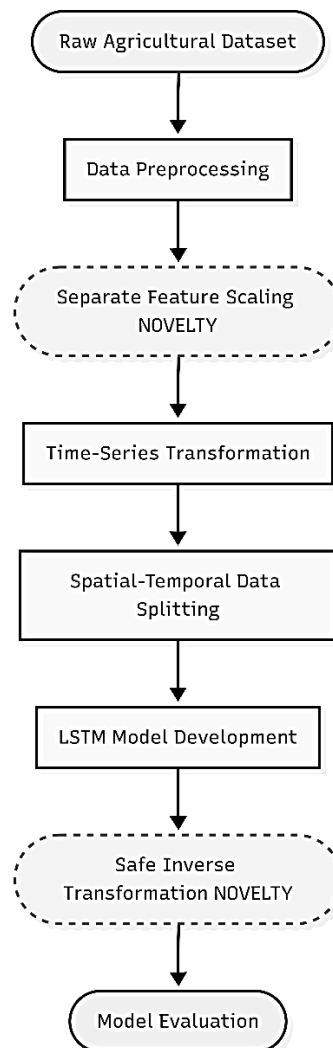 Raw Agricultural Dataset
Data Preprocessing
Separate Feature Scaling
NOVELTY
Time-Series Transformation
Spatial-Temporal Data
Splitting
LSTM Model Development
Safe Inverse
Transformation NOVELTY
Model Evaluation